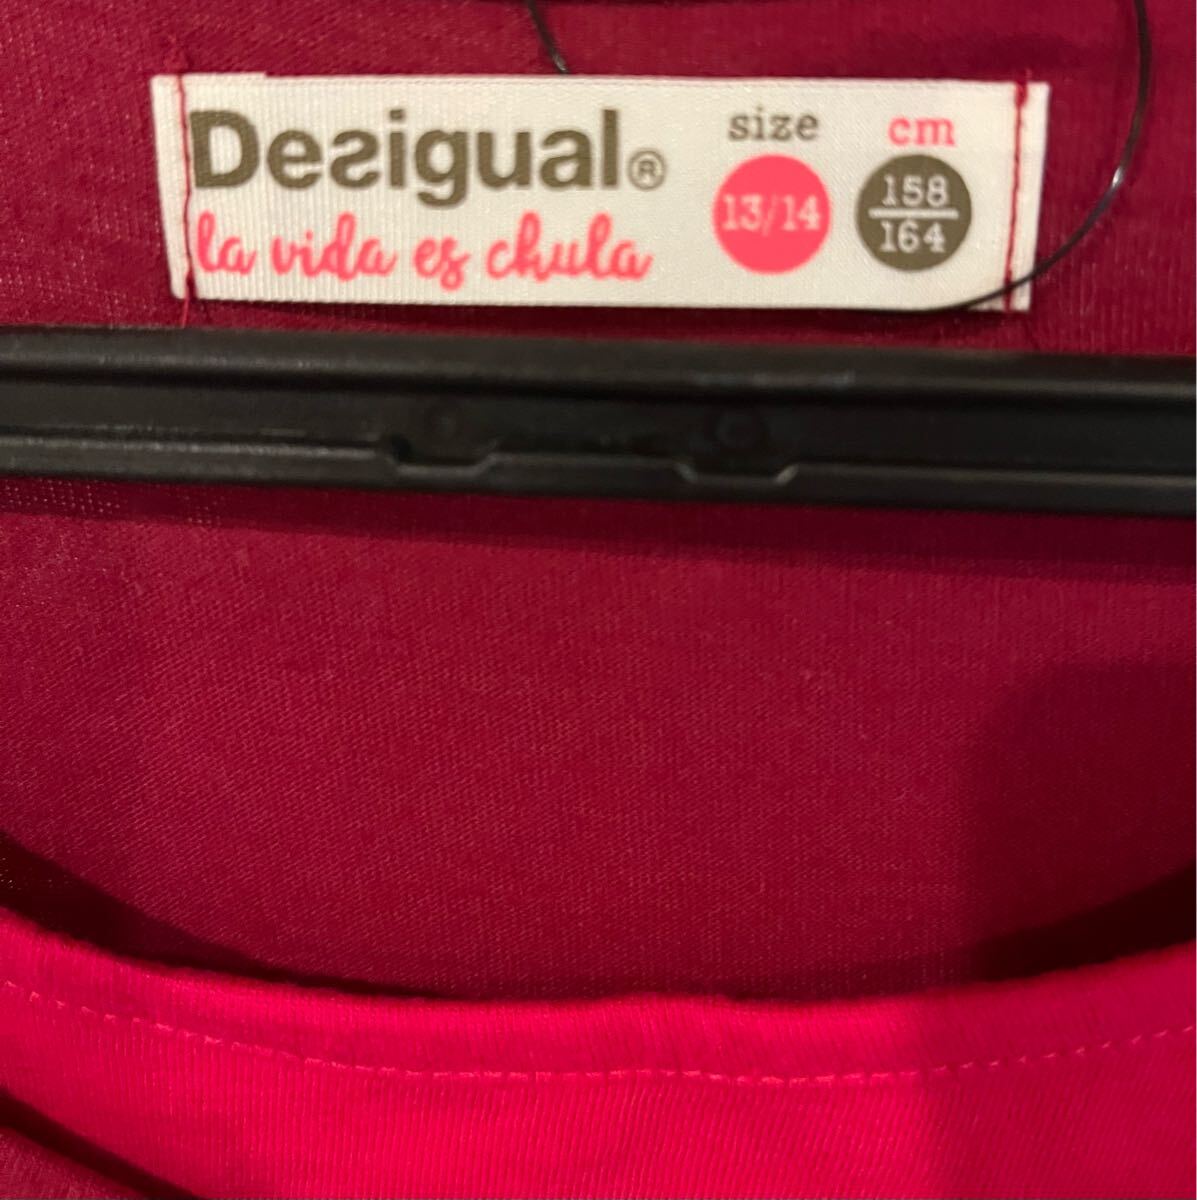 Desigual®
la vida es chula
size
13/14
cm
158
164